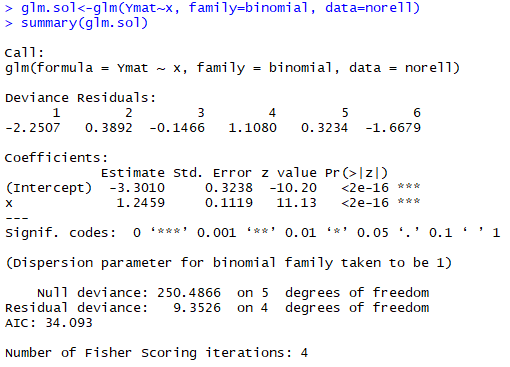 > glm.sol<-glm(Ymat~x, family=binomial, data=norell)
> summary(glm.sol)
Call:
glm(formula = Ymat ~ x, family = binomial, data = norell)
Deviance Residuals:
1 2 3 4 5 6
-2.2507 0.3892 -0.1466 1.1080 0.3234 -1.6679
Coefficients:
Estimate Std. Error z value Pr(>|z|)
(Intercept) -3.3010 0.3238 -10.20 <2e-16 ***
x 1.2459 0.1119 11.13 <2e-16 ***
---
Signif. codes: 0 ‘***’ 0.001 ‘**’ 0.01 ‘*’ 0.05 ‘.’ 0.1 ‘ ’ 1
(Dispersion parameter for binomial family taken to be 1)
Null deviance: 250.4866 on 5 degrees of freedom
Residual deviance: 9.3526 on 4 degrees of freedom
AIC: 34.093
Number of Fisher Scoring iterations: 4